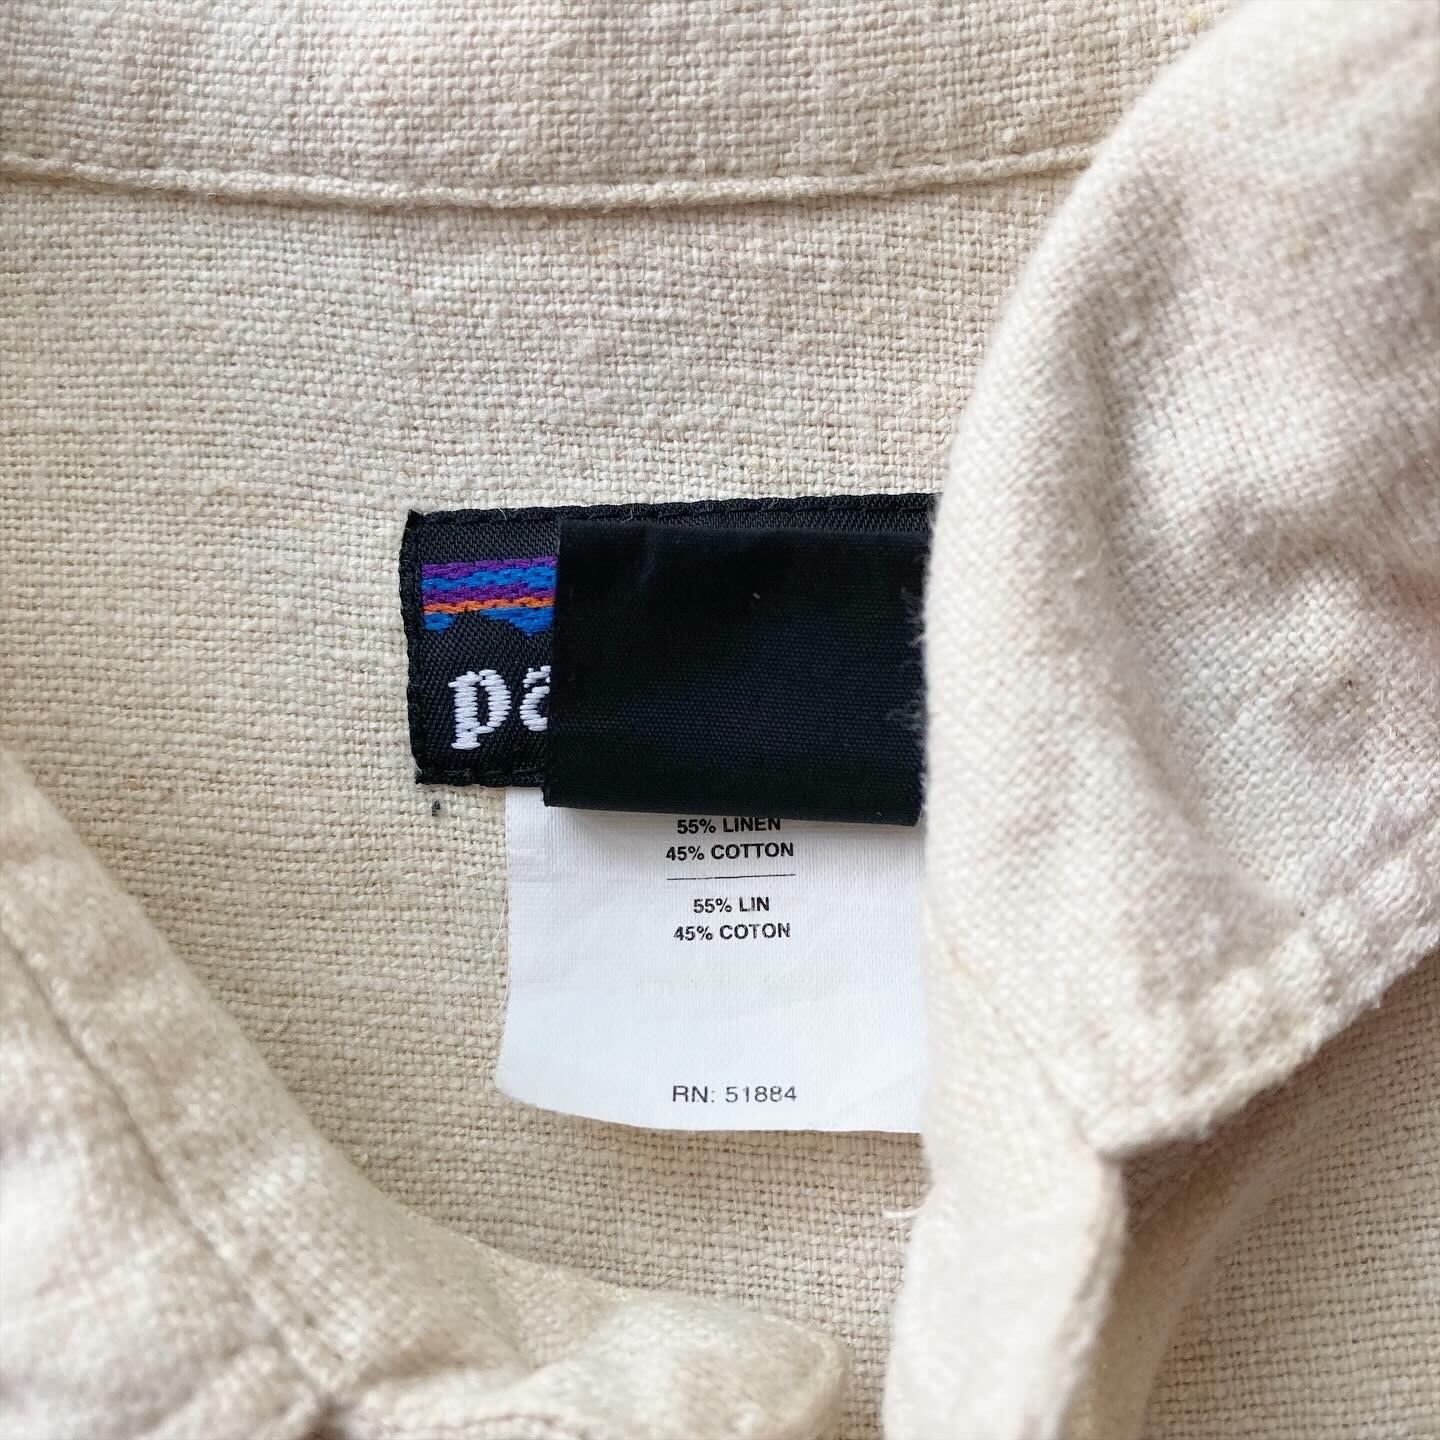 pa
55% LINEN
45% COTTON
55% LIN
45% COTON
RN: 51884